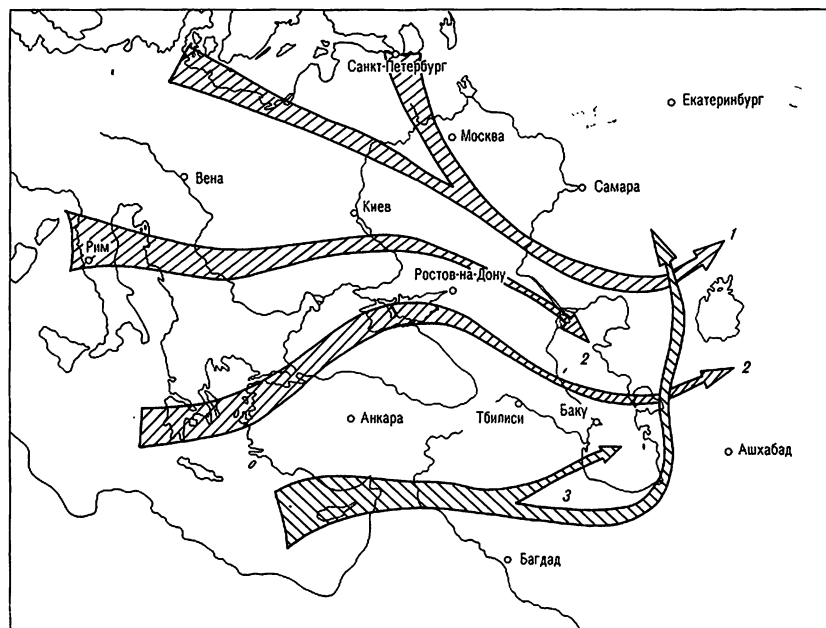 Санкт-Петербург
Екатеринбург
Москва
Вена
Самара
Киев
Рим
1
Ростов-на-Дону
2
2
Анкара
Тбилиси
Баку
Ашхабад
3
Багдад